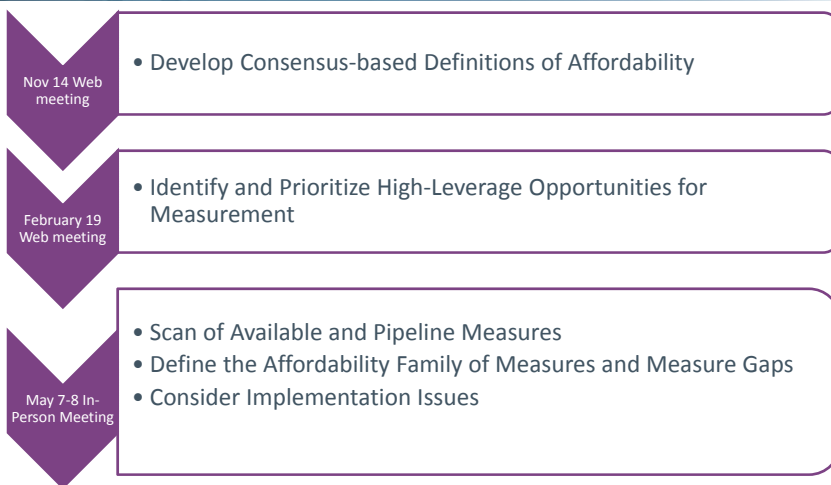 Nov 14 Web
meeting
• Develop Consensus-based Definitions of Affordability
February 19
Web meeting
• Identify and Prioritize High-Leverage Opportunities for
Measurement
May 7-8 In-
Person Meeting
• Scan of Available and Pipeline Measures
• Define the Affordability Family of Measures and Measure Gaps
• Consider Implementation Issues